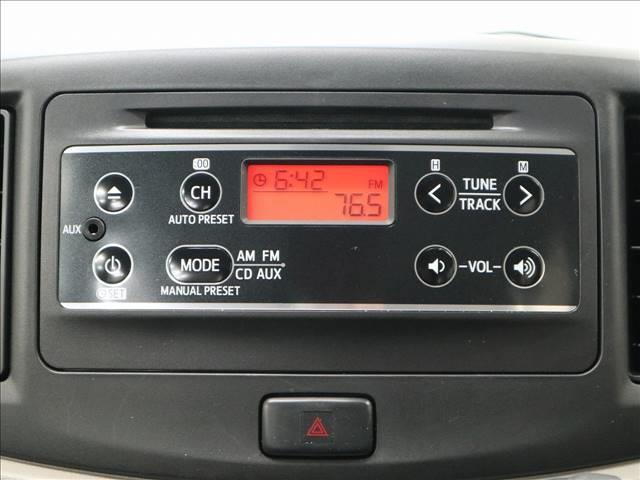 :00 H M
CH 6:42 FM < TUNE >
AUTO PRESET 76.5 TRACK
AUX
MODE AM FM -VOL-
SET CD AUX
MANUAL PRESET